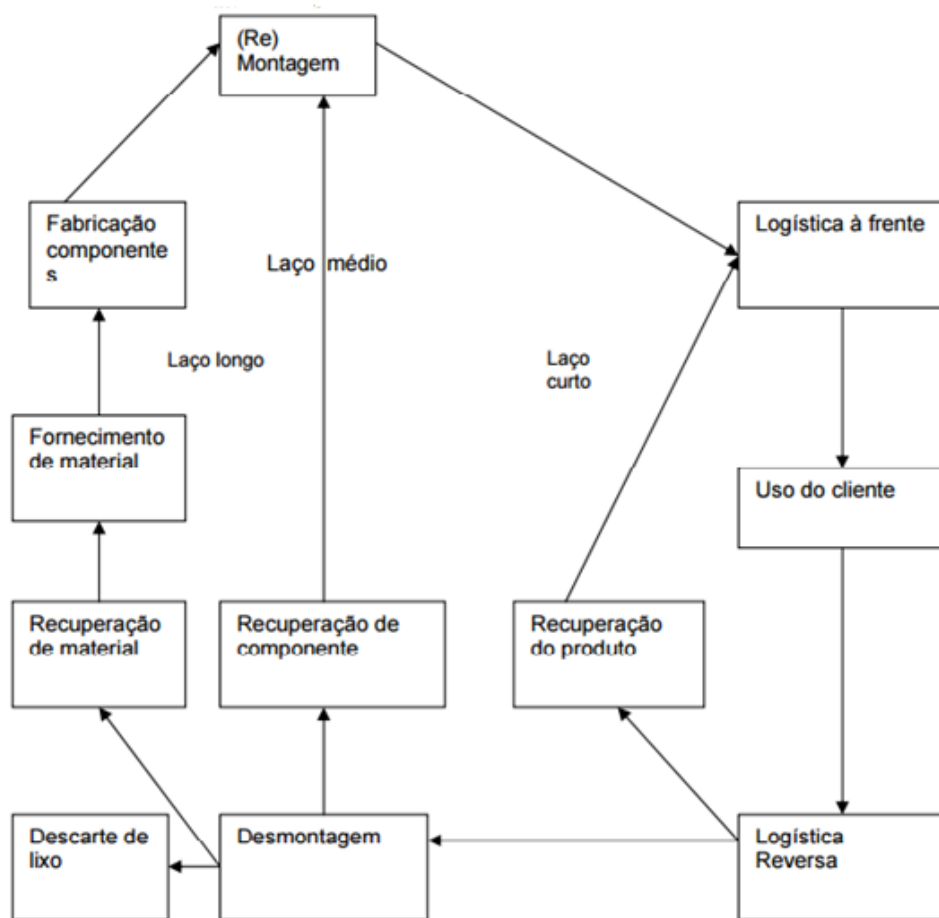 (Re)
Montagem
Fabricação
componente
s
Logística à frente
Laço médio
Laço longo
Laço
curto
Fornecimento
de material
Uso do cliente
Recuperação
de material
Recuperação de
componente
Recuperação
do produto
Descarte de
lixo
Desmontagem
Logística
Reversa